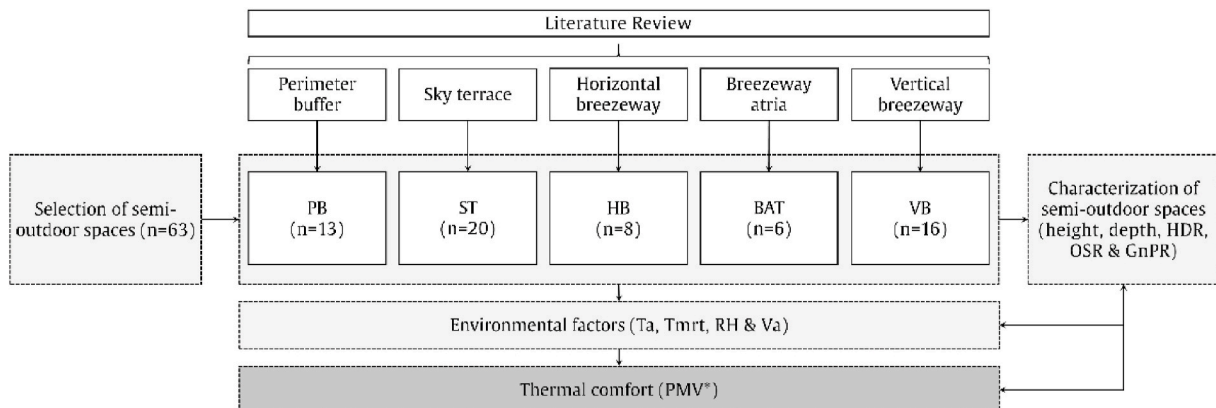 Literature Review
Perimeter
buffer
Sky terrace
Horizontal
breezeway
Breezeway
atria
Vertical
breezeway
Selection of semi-
outdoor spaces (n=63)
PB
(n=13)
ST
(n=20)
HB
(n=8)
BAT
(n=6)
VB
(n=16)
Characterization of
semi-outdoor spaces
(height, depth, HDR,
OSR & GnPR)
Environmental factors (Ta, Tmrt, RH & Va)
Thermal comfort (PMV*)